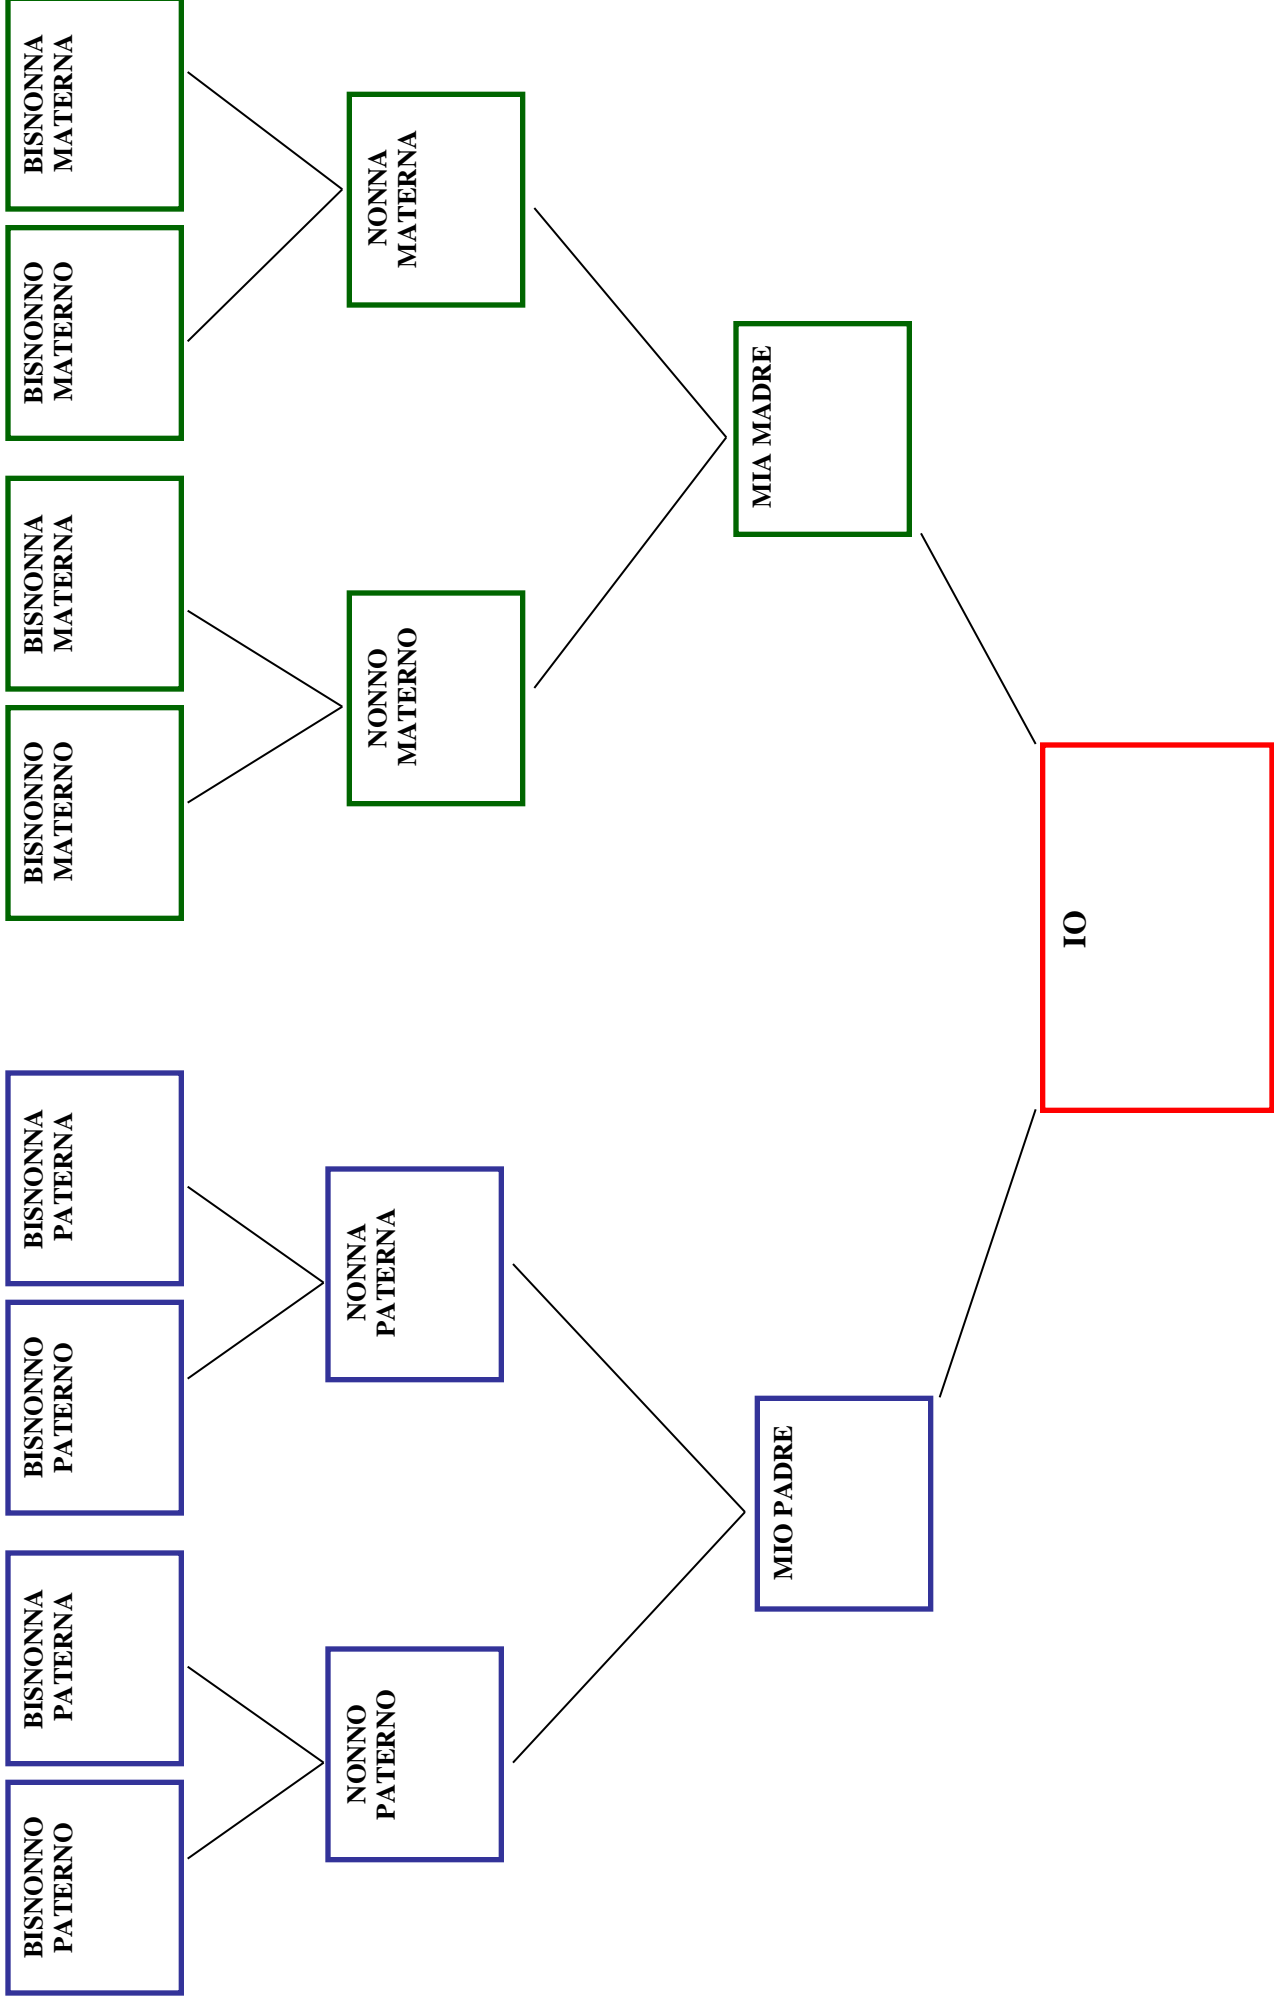 BISNONNO
PATERNO
BISNONNA
PATERNA
BISNONNO
PATERNO
BISNONNA
PATERNA
BISNONNO
MATERNO
BISNONNA
MATERNA
BISNONNO
MATERNO
BISNONNA
MATERNA
NONNO
PATERNO
NONNA
PATERNA
NONNO
MATERNO
NONNA
MATERNA
MIO PADRE
MIA MADRE
IO